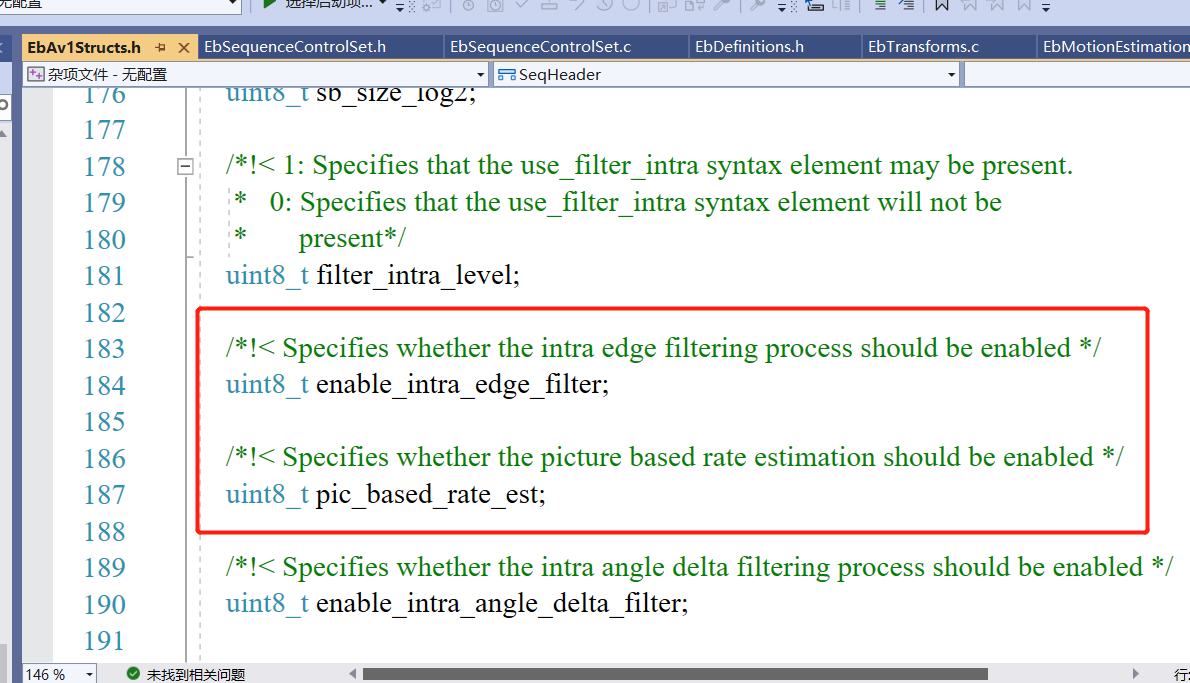 无配置
选择启动项...
EbAv1Structs.h EbSequenceControlSet.h EbSequenceControlSet.c EbDefinitions.h EbTransforms.c EbMotionEstimation
杂项文件 - 无配置 SeqHeader
176 uint8_t sb_size_log2;
177
178 /*!< 1: Specifies that the use_filter_intra syntax element may be present.
179 * 0: Specifies that the use_filter_intra syntax element will not be
180 * present*/
181 uint8_t filter_intra_level;
182
183 /*!< Specifies whether the intra edge filtering process should be enabled */
184 uint8_t enable_intra_edge_filter;
185
186 /*!< Specifies whether the picture based rate estimation should be enabled */
187 uint8_t pic_based_rate_est;
188
189 /*!< Specifies whether the intra angle delta filtering process should be enabled */
190 uint8_t enable_intra_angle_delta_filter;
191
146 % 未找到相关问题 行: